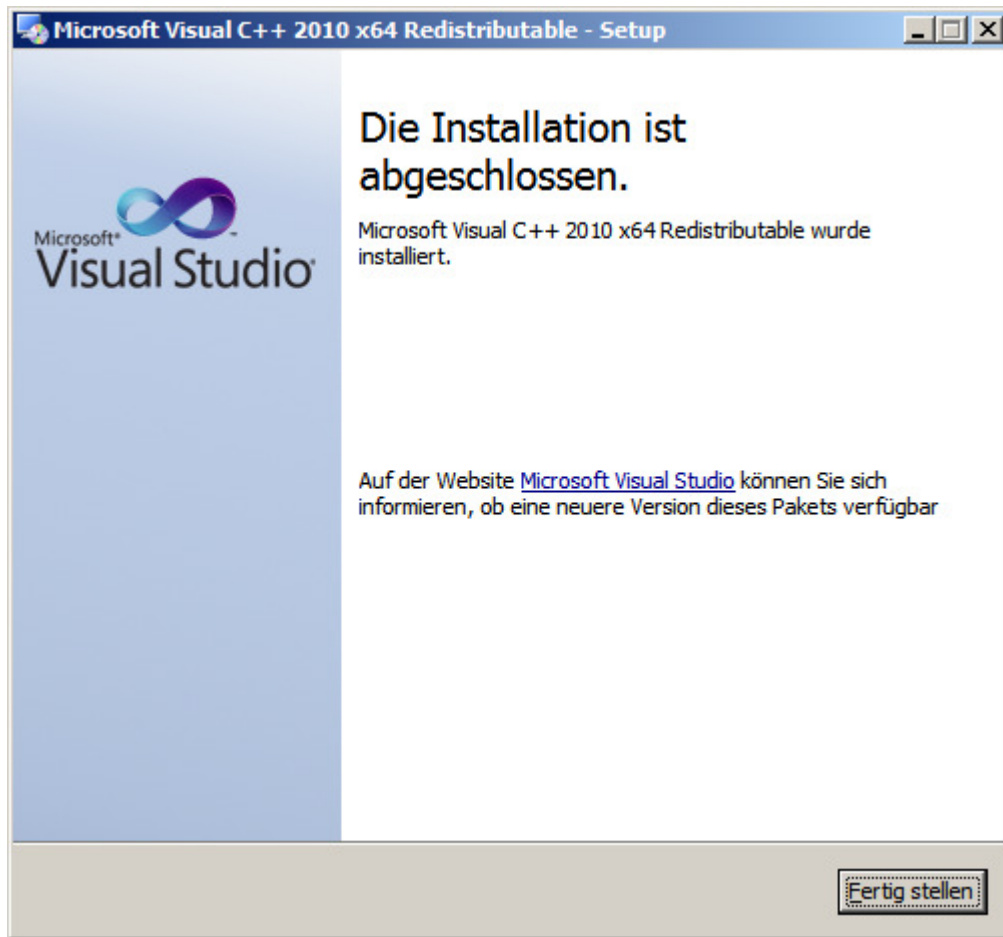 Microsoft Visual C++ 2010 x64 Redistributable - Setup
Die Installation ist
abgeschlossen.
Microsoft Visual C++ 2010 x64 Redistributable wurde
installiert.
Microsoft®
Visual Studio®
Auf der Website Microsoft Visual Studio können Sie sich
informieren, ob eine neuere Version dieses Pakets verfügbar
Fertig stellen